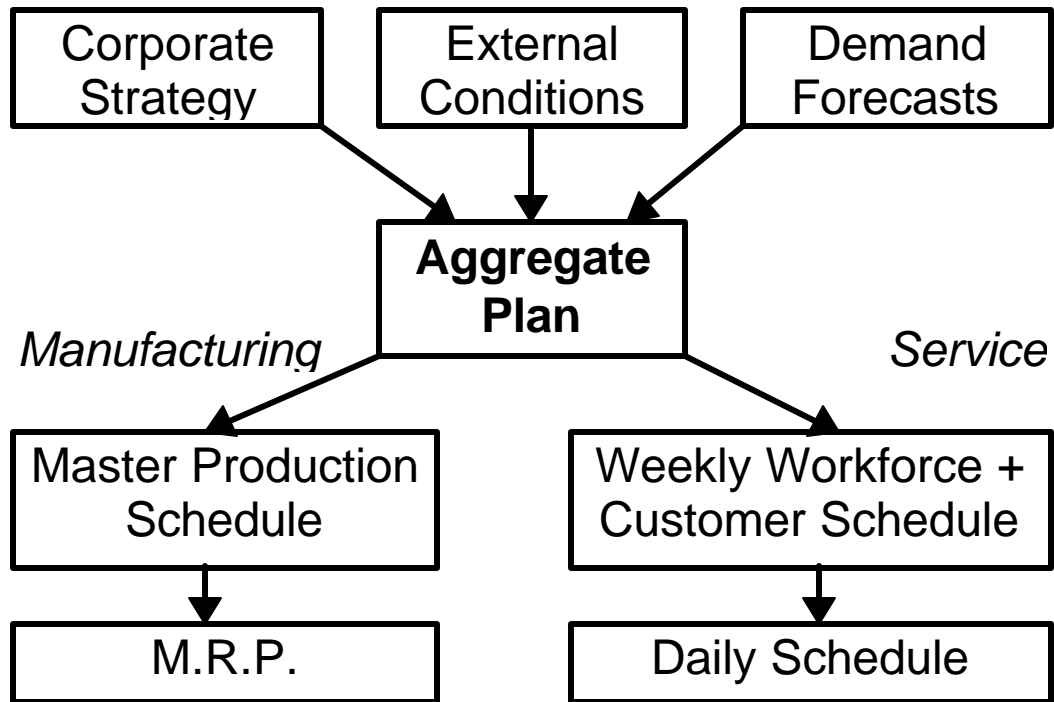 Corporate
Strategy
External
Conditions
Demand
Forecasts
Aggregate
Plan
Manufacturing
Service
Master Production
Schedule
Weekly Workforce +
Customer Schedule
M.R.P.
Daily Schedule